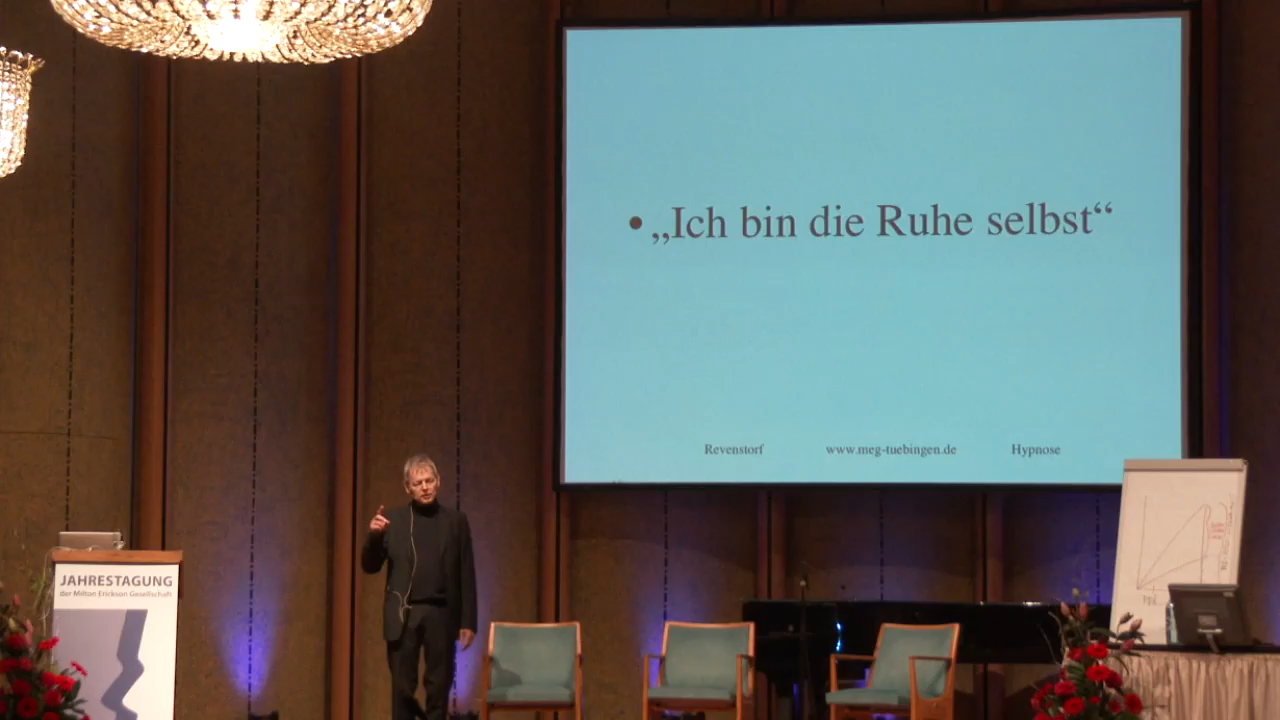 • „Ich bin die Ruhe selbst“
Revenstorf www.meg-tuebingen.de Hypnose
JAHRESTAGUNG
der Milton Erickson Gesellschaft